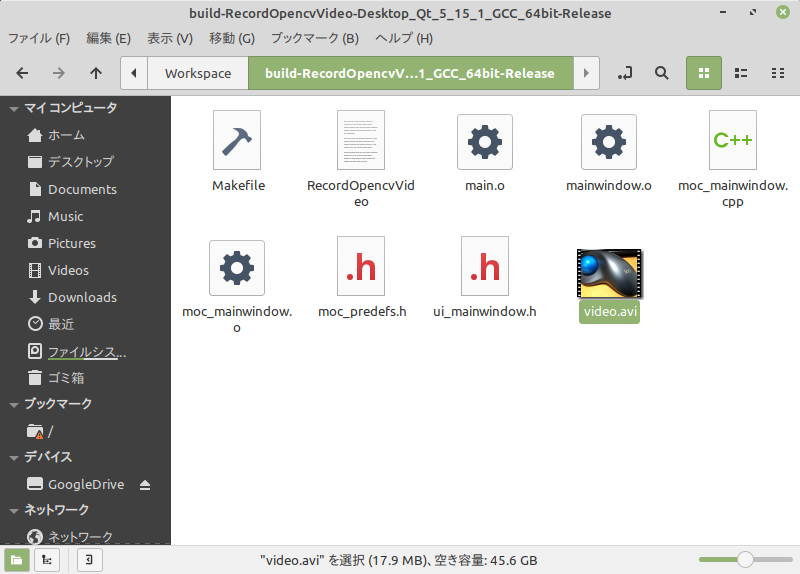 build-RecordOpencvVideo-Desktop_Qt_5_15_1_GCC_64bit-Release
ファイル (F) 編集 (E) 表示 (V) 移動 (G) ブックマーク (B) ヘルプ (H)
Workspace build-RecordOpencvV...1_GCC_64bit-Release
マイ コンピュータ
ホーム
デスクトップ
Documents
Music
Pictures
Videos
Downloads
最近
ファイルシス...
ゴミ箱
ブックマーク
/
デバイス
GoogleDrive
ネットワーク
ネットワーク
Makefile
RecordOpencvVid
eo
main.o
mainwindow.o
C++
moc_mainwindow.
cpp
moc_mainwindow.
o
.h
moc_predefs.h
.h
ui_mainwindow.h
video.avi
"video.avi" を選択 (17.9 MB)、空き容量: 45.6 GB